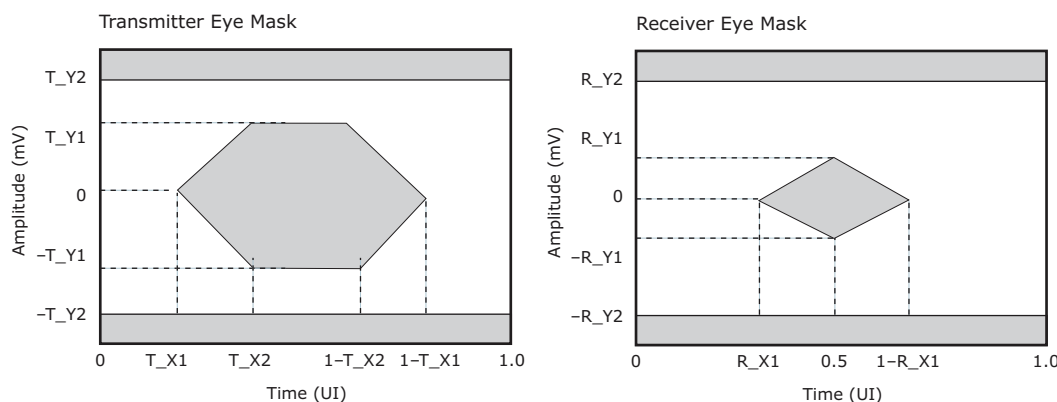 Transmitter Eye Mask
T_Y2
T_Y1
0
–T_Y1
–T_Y2
Amplitude (mV)
0
T_X1
T_X2
1–T_X2
1–T_X1
1.0
Time (UI)
Receiver Eye Mask
R_Y2
R_Y1
0
–R_Y1
–R_Y2
Amplitude (mV)
0
R_X1
0.5
1–R_X1
1.0
Time (UI)